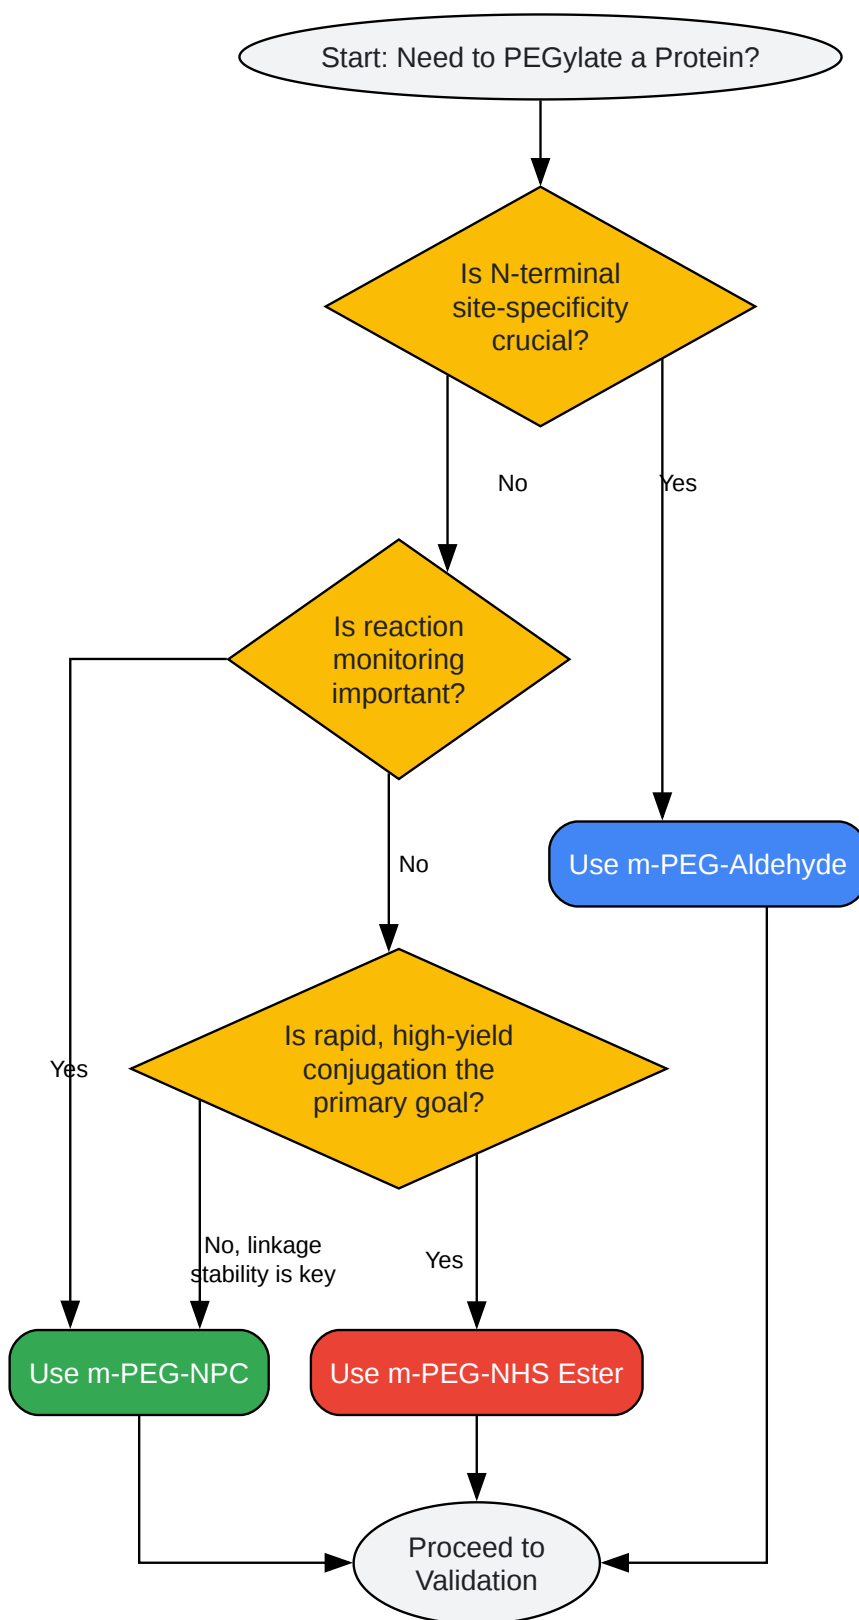 Start: Need to PEGylate a Protein?
Is N-terminal
site-specificity
crucial?
No
Yes
Is reaction
monitoring
important?
No
Use m-PEG-Aldehyde
Is rapid, high-yield
conjugation the
primary goal?
Yes
No, linkage
stability is key
Yes
Use m-PEG-NPC
Use m-PEG-NHS Ester
Proceed to
Validation